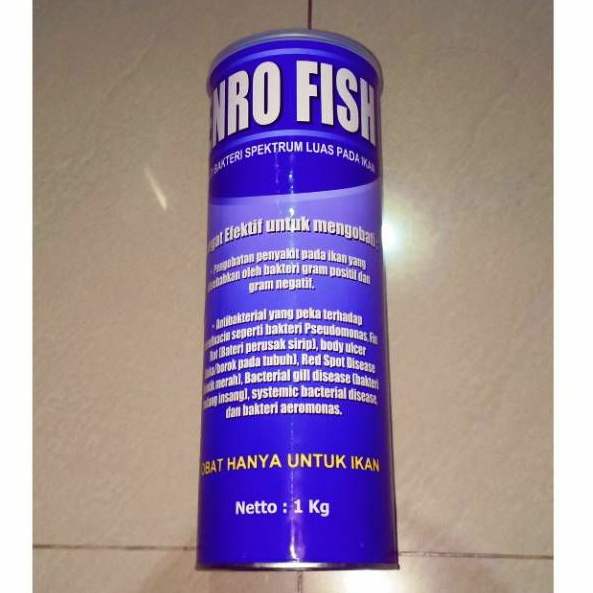 NRO FISH
BAKTERI SPEKTRUM LUAS PADA IKAN
Efektif untuk mengobati :
- Pengobatan penyakit pada ikan yang
oleh bakteri gram positif dan
gram negatif.
- Antibakterial yang peka terhadap
seperti bakteri Pseudomonas, Fin
Rot (Bateri perusak sirip), body ulcer
pada tubuh), Red Spot Disease
merah), Bacterial gill disease (bakteri
insang), systemic bacterial disease,
dan bakteri aeromonas.
OBAT HANYA UNTUK IKAN
Netto : 1 Kg